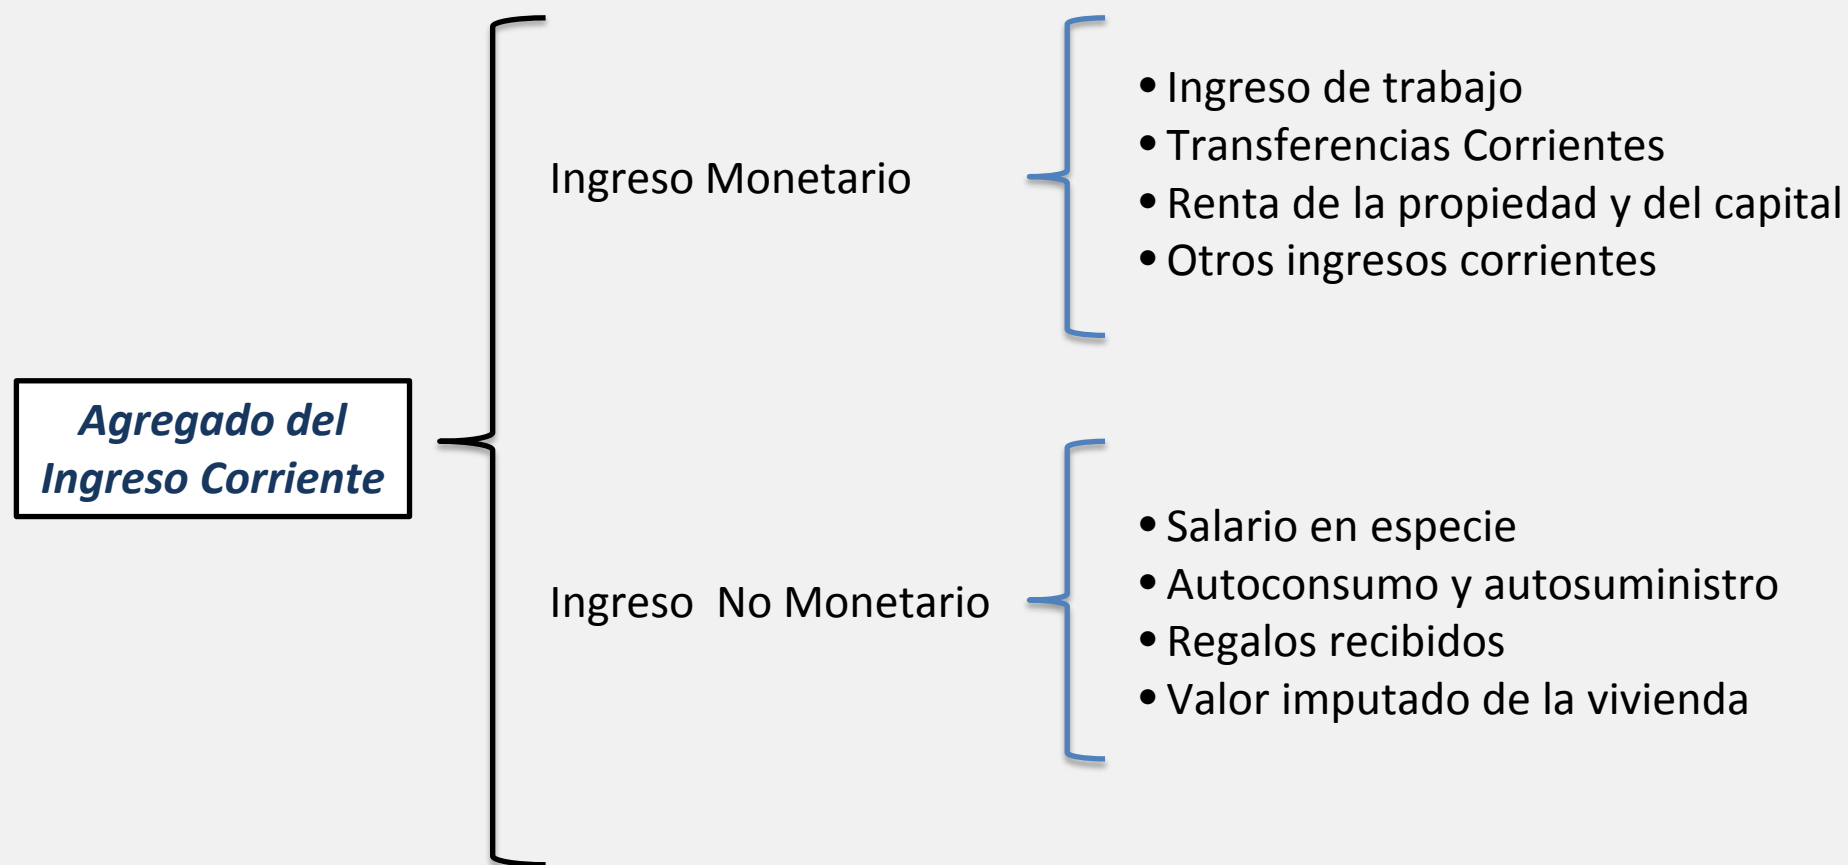 Agregado del
Ingreso Corriente
Ingreso Monetario
• Ingreso de trabajo
• Transferencias Corrientes
• Renta de la propiedad y del capital
• Otros ingresos corrientes
Ingreso  No Monetario
• Salario en especie
• Autoconsumo y autosuministro
• Regalos recibidos
• Valor imputado de la vivienda